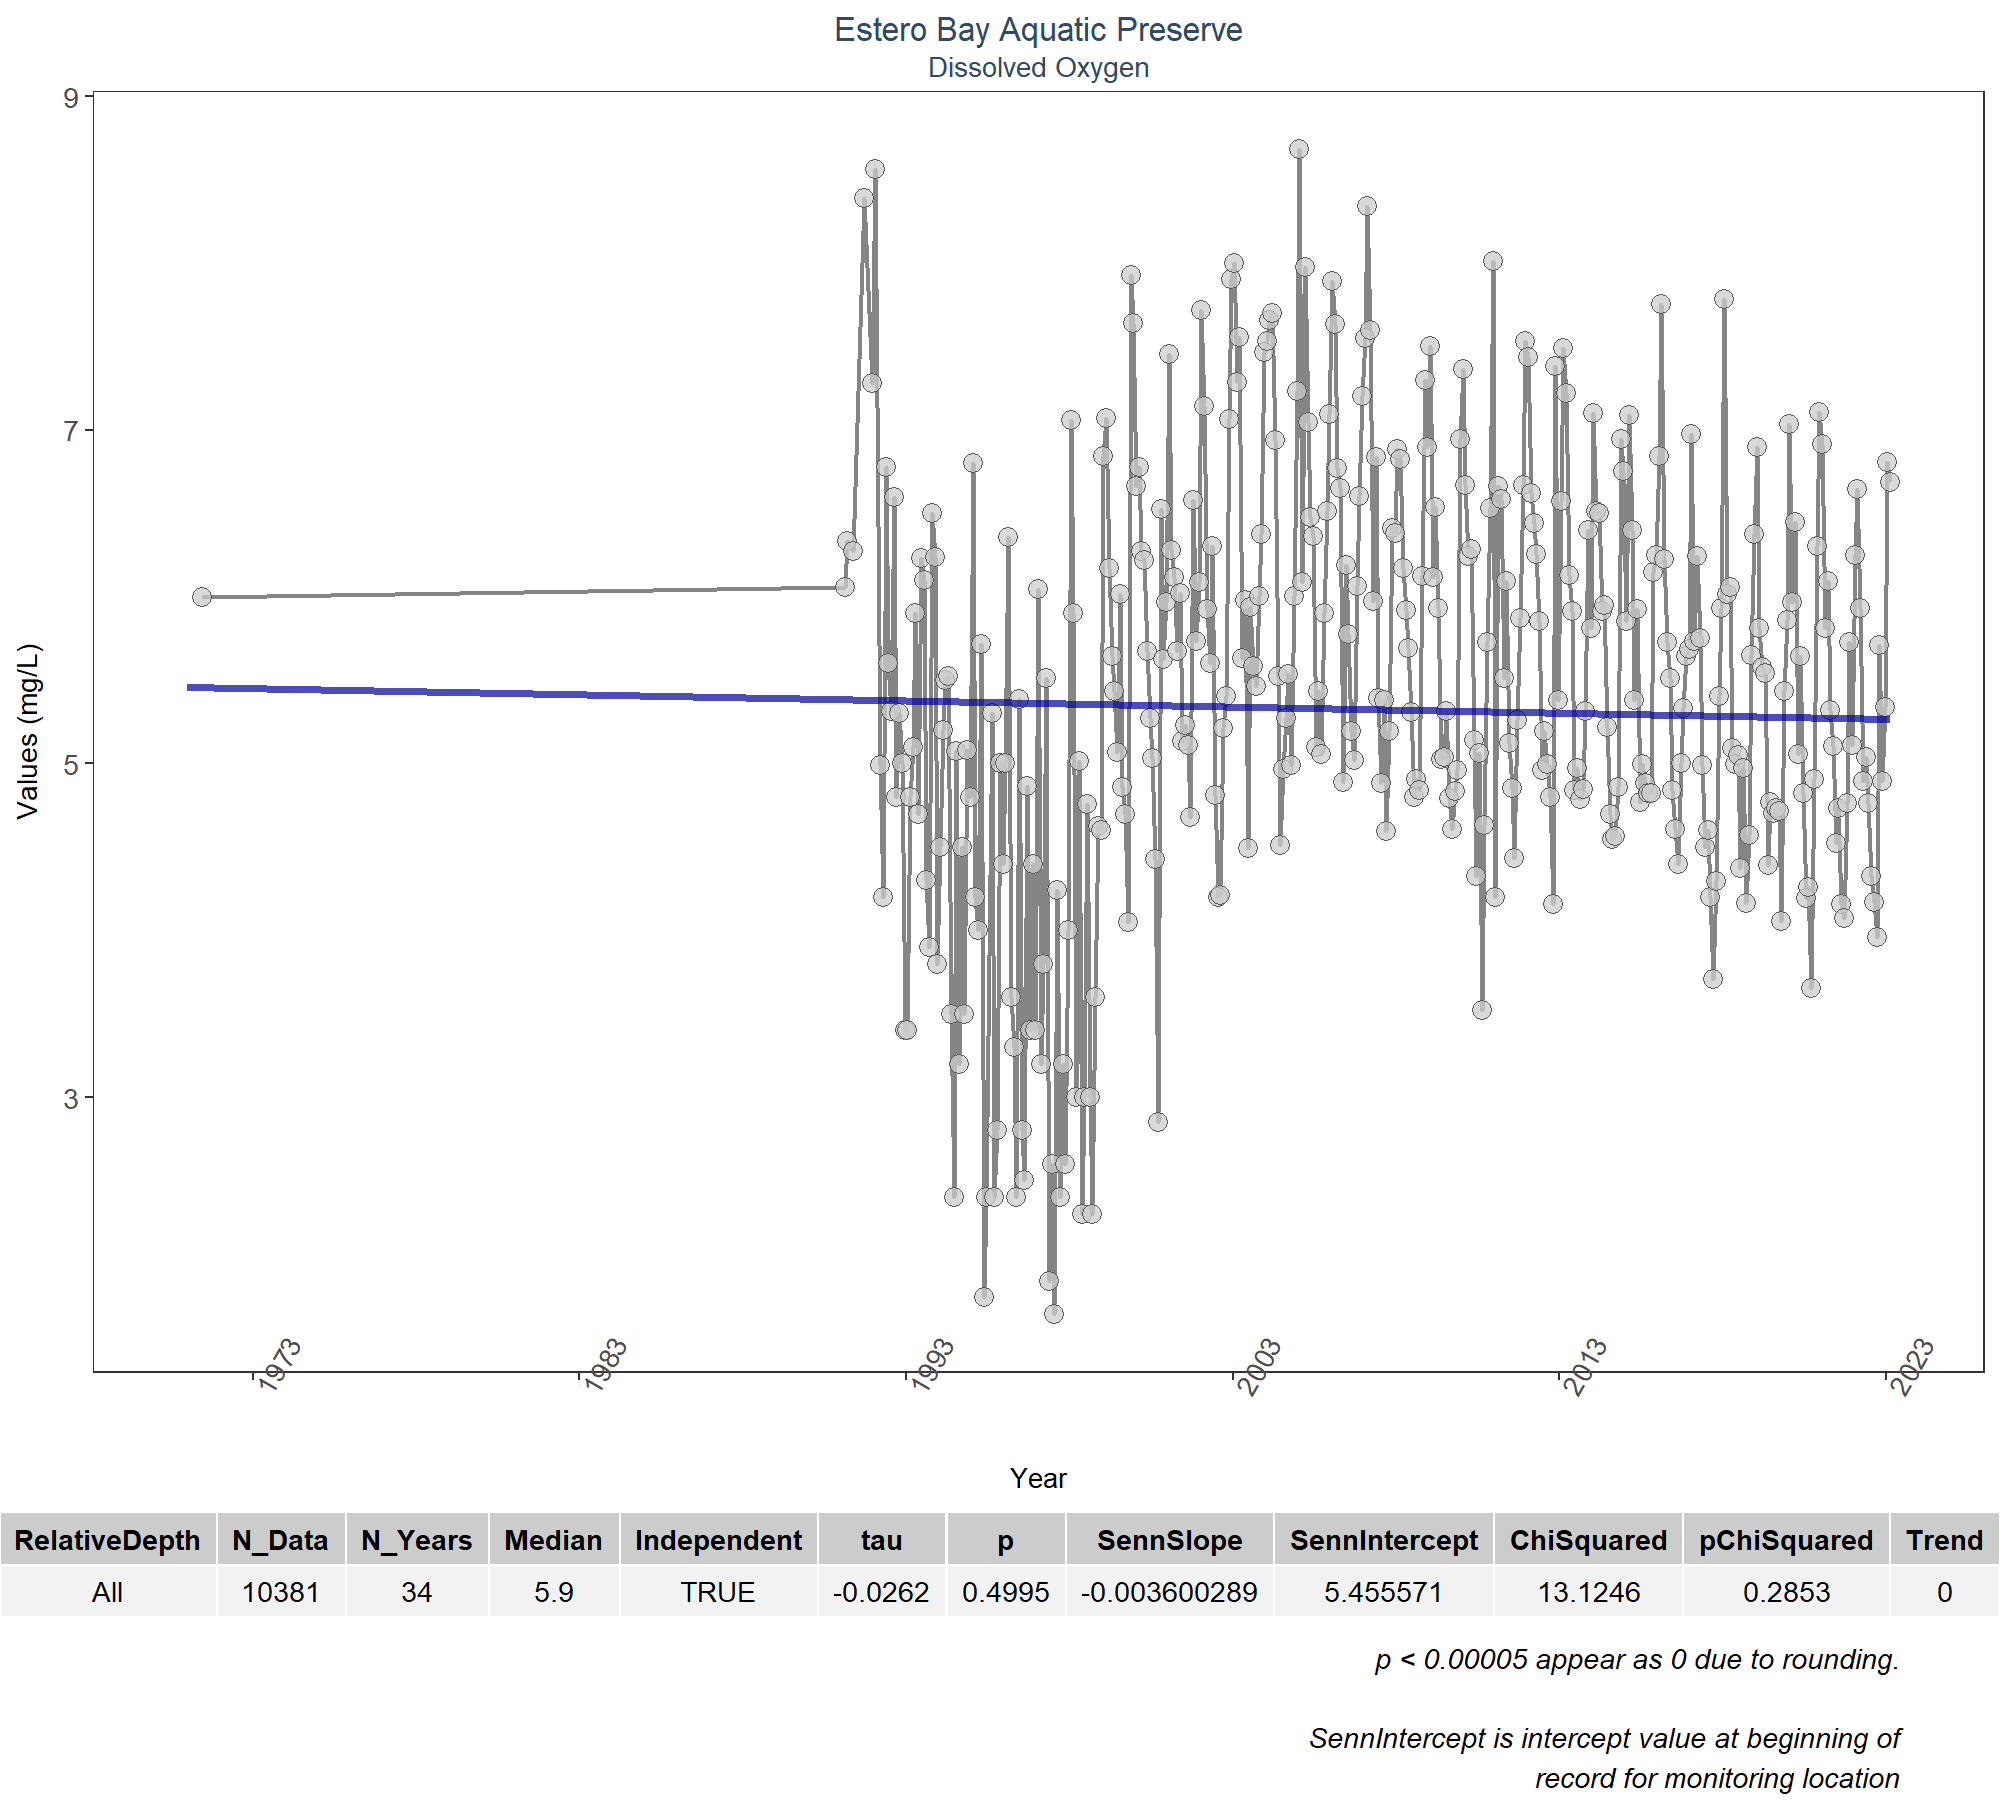 Estero Bay Aquatic Preserve
Dissolved Oxygen
Values (mg/L)
9
7
5
3
1973
1983
1993
2003
2013
2023
Year
RelativeDepth N_Data N_Years Median Independent tau p SennSlope SennIntercept ChiSquared pChiSquared Trend
All 10381 34 5.9 TRUE -0.0262 0.4995 -0.003600289 5.455571 13.1246 0.2853 0
p < 0.00005 appear as 0 due to rounding.
SennIntercept is intercept value at beginning of
record for monitoring location